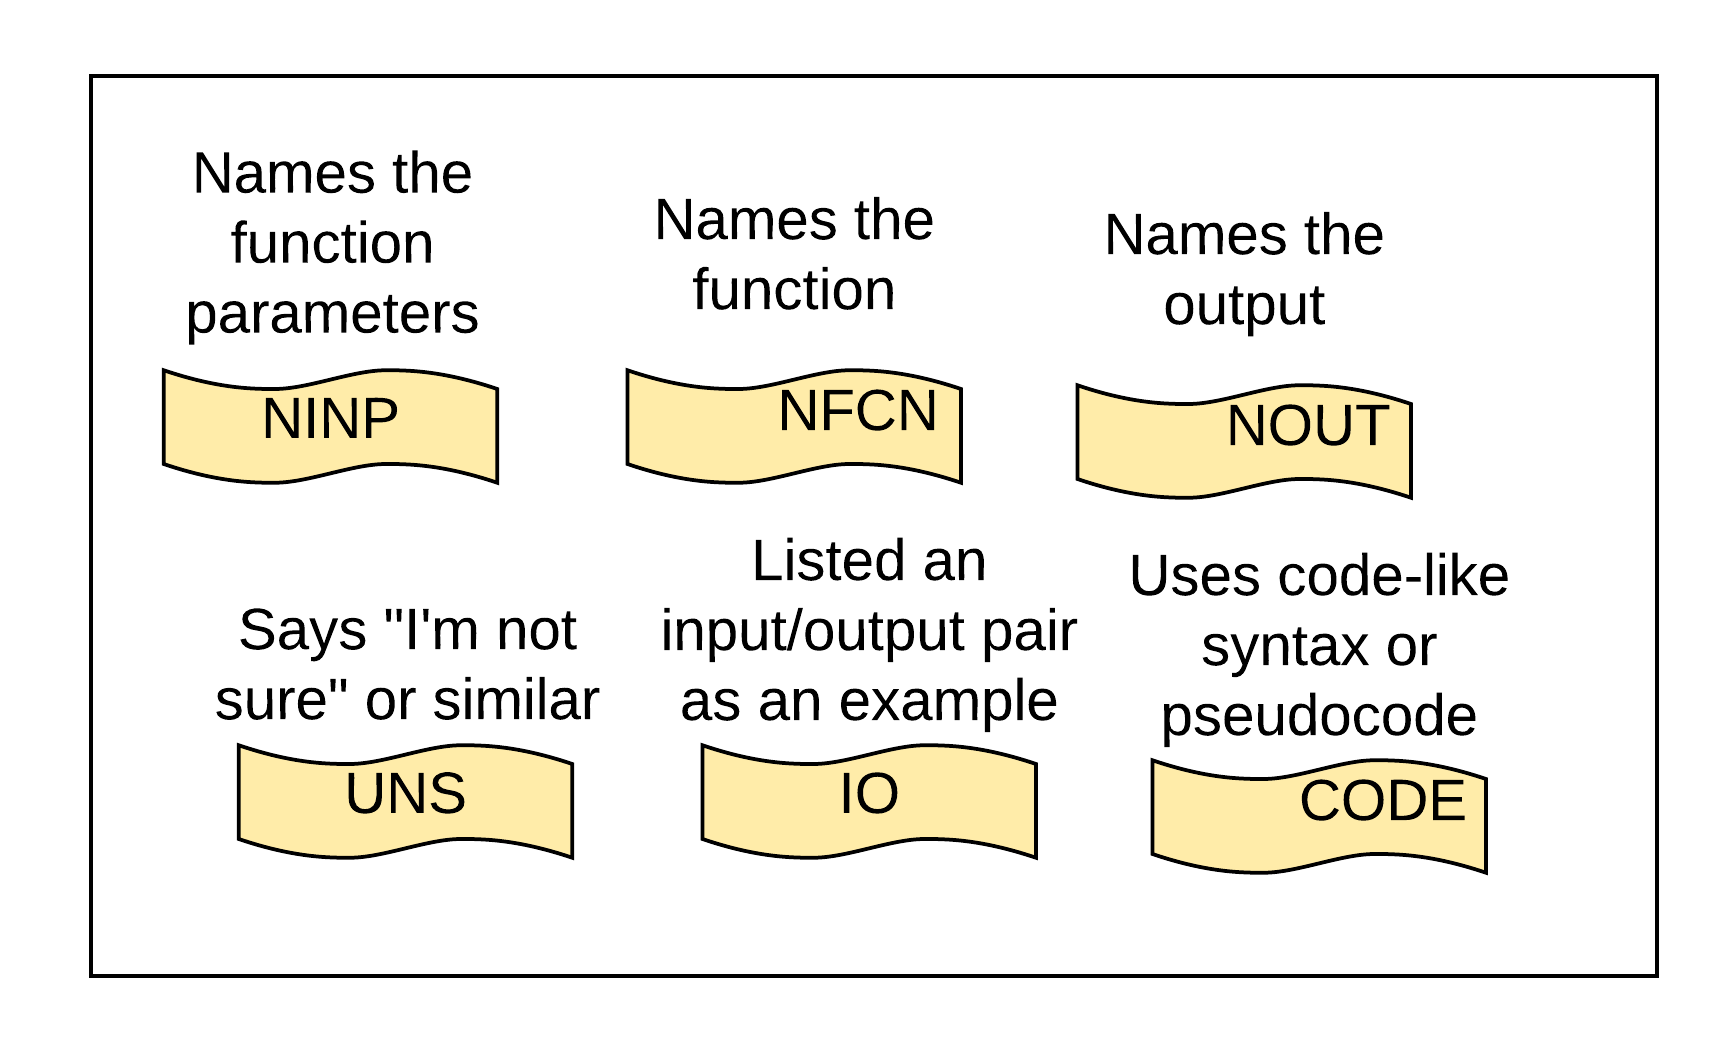 Names the
function
parameters
NINP
Names the
function
NFCN
Names the
output
NOUT
Says "I'm not
sure" or similar
UNS
Listed an
input/output pair
as an example
IO
Uses code-like
syntax or
pseudocode
CODE